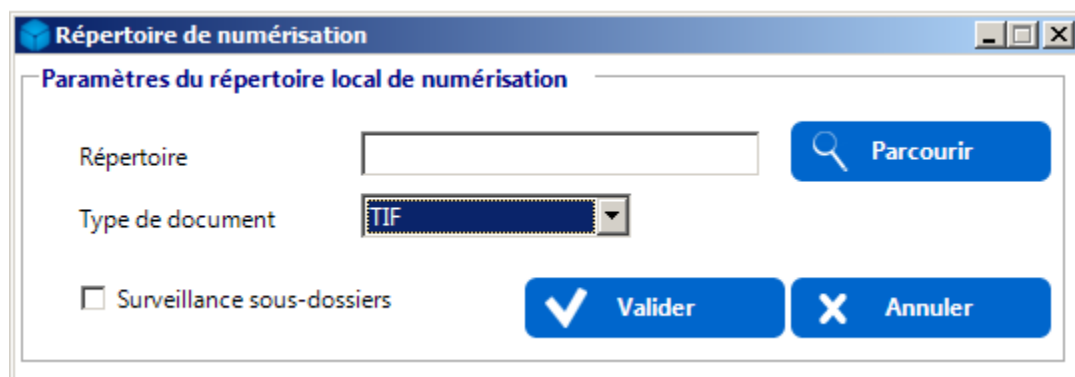 Répertoire de numérisation
Paramètres du répertoire local de numérisation
Répertoire
Parcourir
Type de document
TIF
Surveillance sous-dossiers
Valider
Annuler